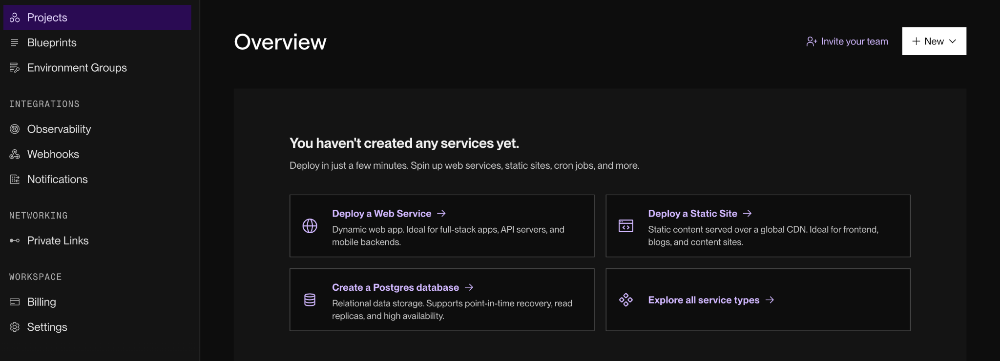 Projects
Blueprints
Environment Groups
INTEGRATIONS
Observability
Webhooks
Notifications
NETWORKING
Private Links
WORKSPACE
Billing
Settings
Overview
Invite your team
New
You haven't created any services yet.
Deploy in just a few minutes. Spin up web services, static sites, cron jobs, and more.
Deploy a Web Service →
Dynamic web app. Ideal for full-stack apps, API servers, and
mobile backends.
Deploy a Static Site →
Static content served over a global CDN. Ideal for frontend,
blogs, and content sites.
Create a Postgres database →
Relational data storage. Supports point-in-time recovery, read
replicas, and high availability.
Explore all service types →